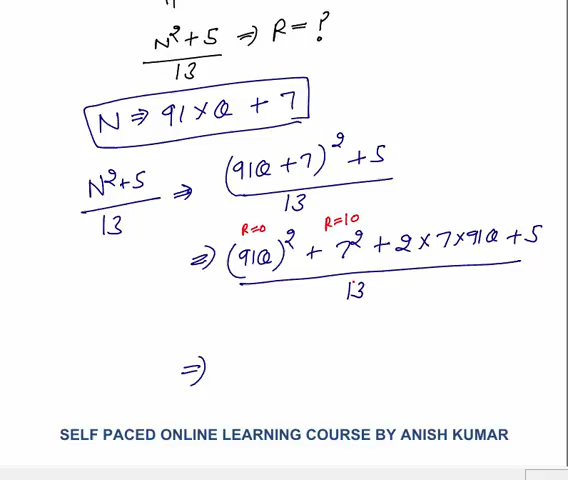 N²+5 ⇒ R = ?
13
N ⇒ 91 × Q + 7
N²+5 ⇒ (91Q + 7)² + 5
13 13
R=0 R=10
⇒ (91Q)² + 7² + 2 × 7 × 91Q + 5
13
⇒
SELF PACED ONLINE LEARNING COURSE BY ANISH KUMAR